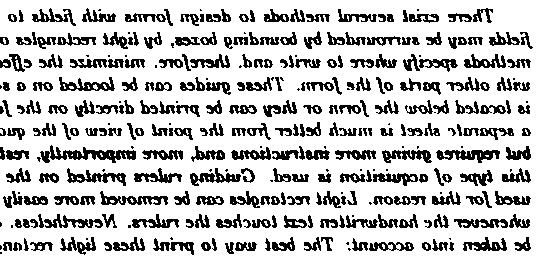 There exist several methods to design forms with fields to
fields may be surrounded by bounding boxes, by light rectangles o
methods specify where to write and, therefore, minimize the effe
with other parts of the form. These guides can be located on a s
is located below the form or they can be printed directly on the f
a separate sheet is much better from the point of view of the qua
but requires giving more instructions and, more importantly, rest
this type of acquisition is used. Guiding rulers printed on the
used for this reason. Light rectangles can be removed more easily
whenever the handwritten text touches the rulers. Nevertheless,
be taken into account: The best way to print these light rectang